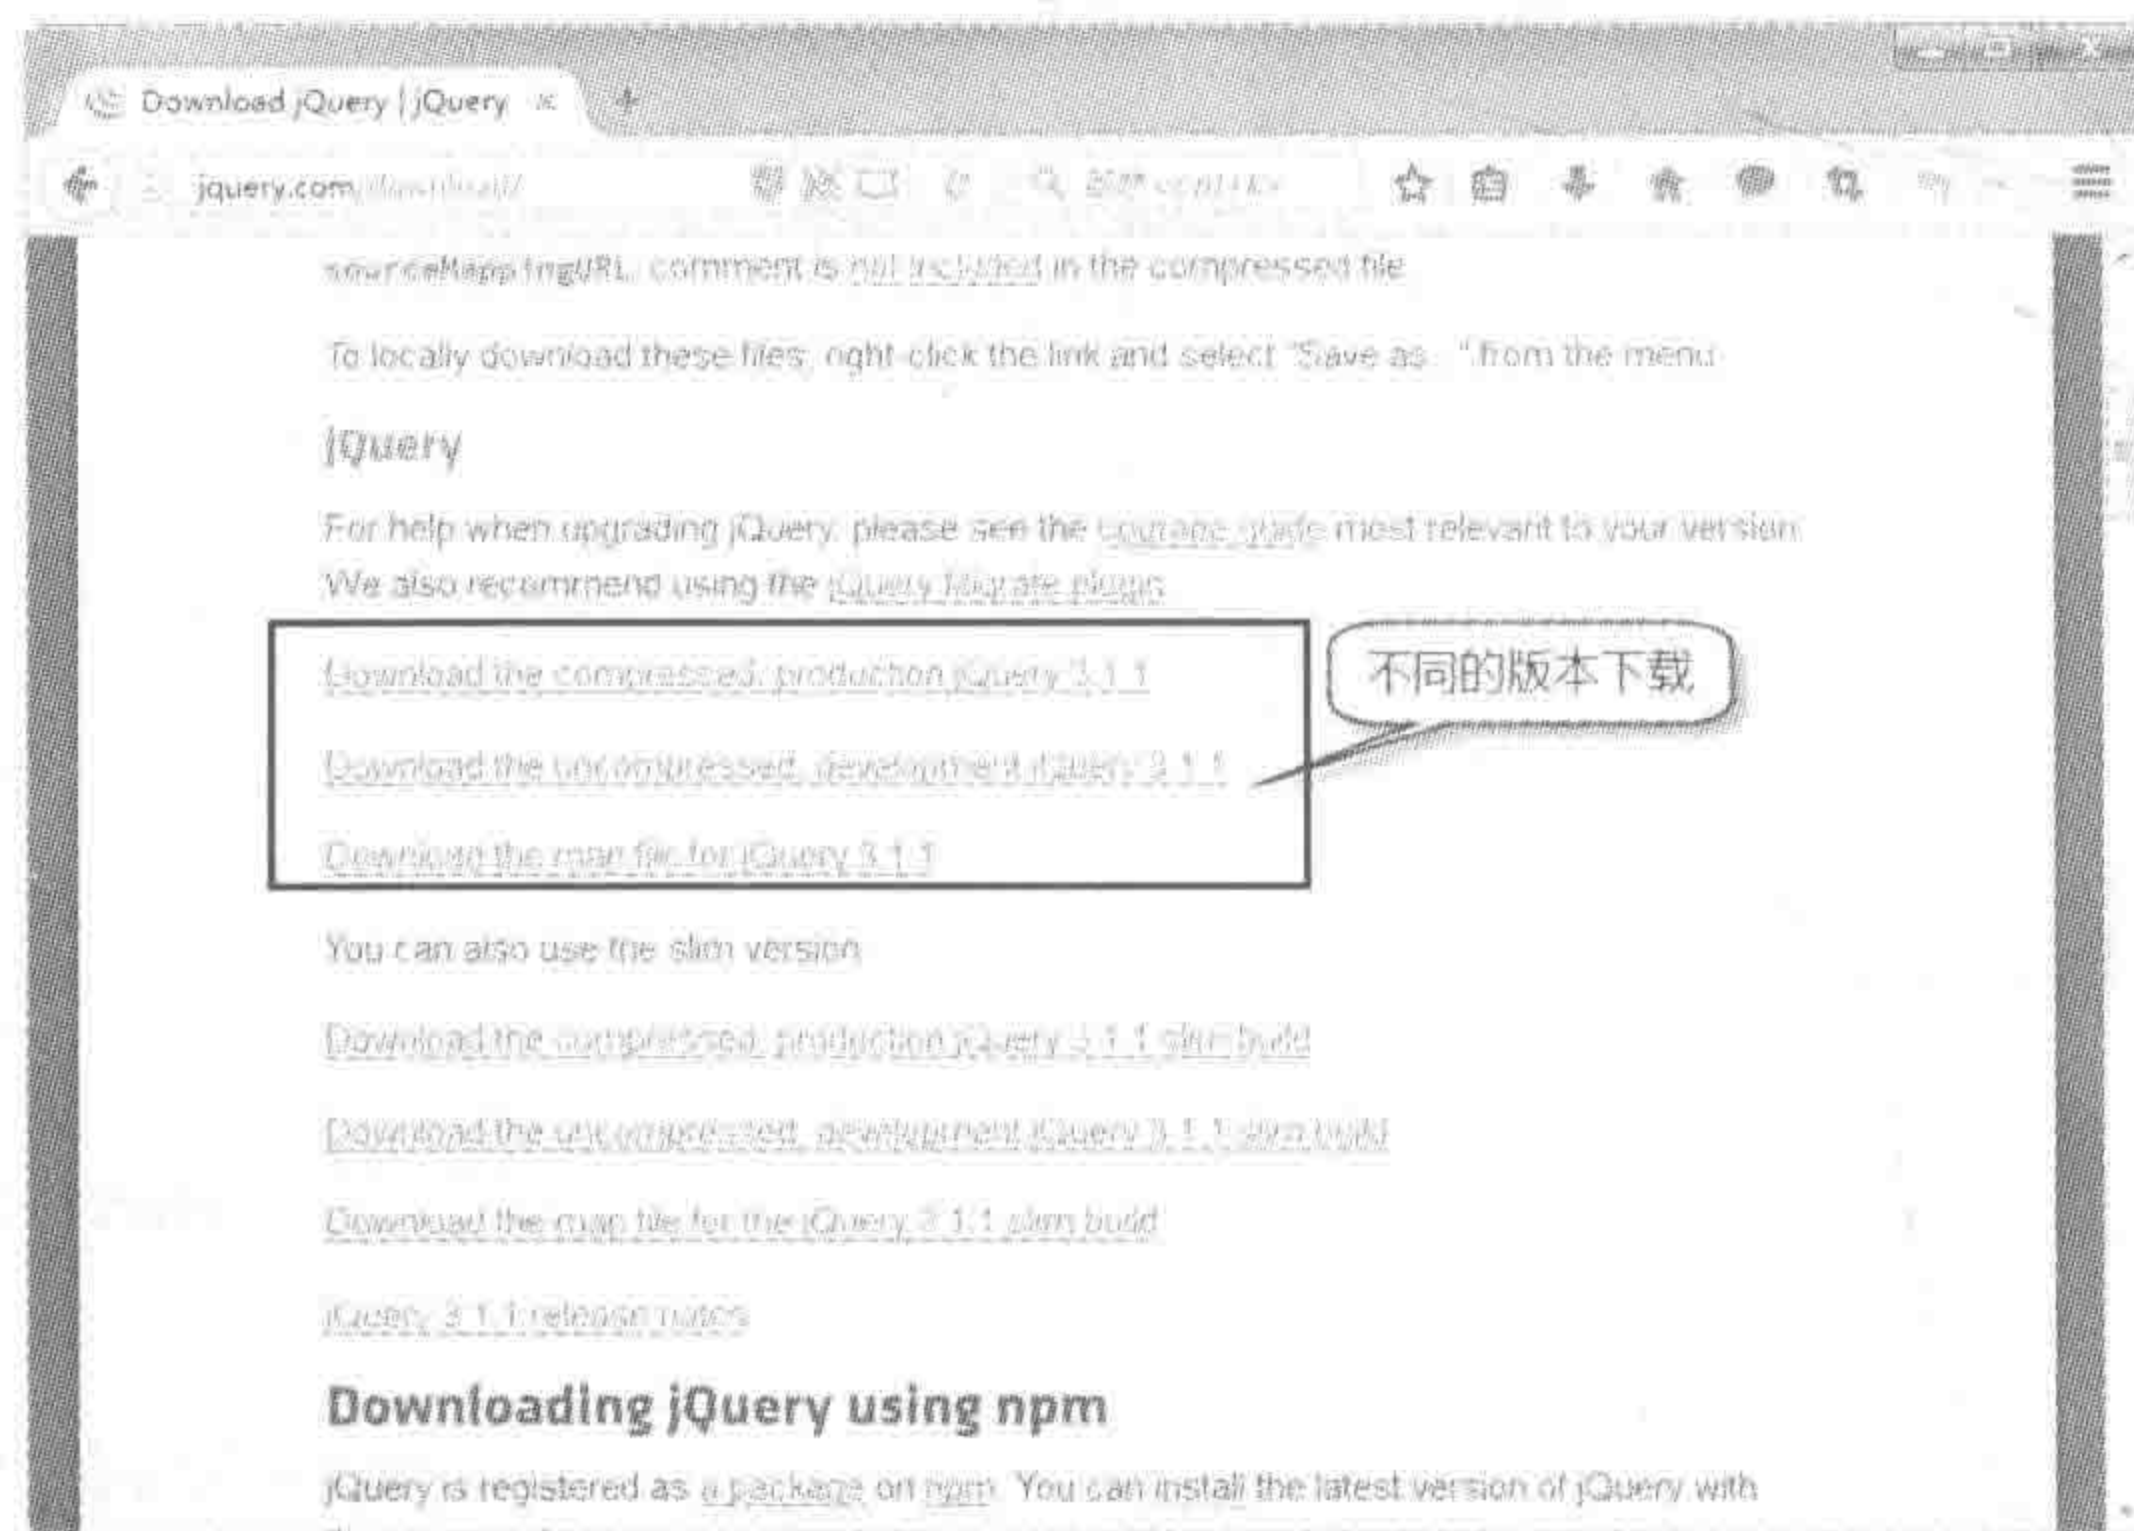 Download jQuery | jQuery
jquery.com/download/
sourceMappingURL comment is not included in the compressed file
To locally download these files, right-click the link and select "Save as..." from the menu
jQuery
For help when upgrading jQuery, please see the upgrade guide most relevant to your version
We also recommend using the jQuery Migrate plugin
Download the compressed, production jQuery 3.1.1
不同的版本下载
Download the uncompressed, development jQuery 3.1.1
Download the map file for jQuery 3.1.1
You can also use the slim version
Download the compressed, production jQuery 3.1.1 slim build
Download the uncompressed, development jQuery 3.1.1 slim build
Download the map file for the jQuery 3.1.1 slim build
jQuery 3.1.1 release notes
Downloading jQuery using npm
jQuery is registered as a package on npm. You can install the latest version of jQuery with